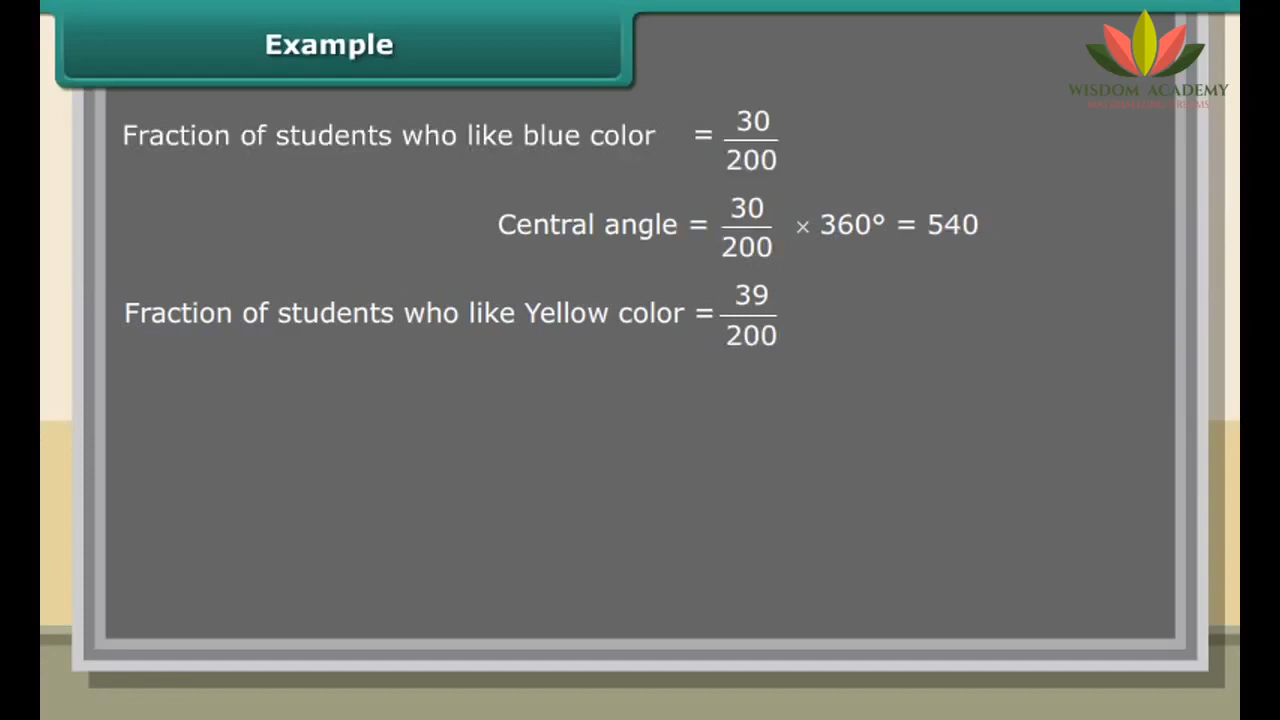 Example
WISDOM ACADEMY
Fraction of students who like blue color = 30/200
Central angle = 30/200 × 360° = 540
Fraction of students who like Yellow color = 39/200